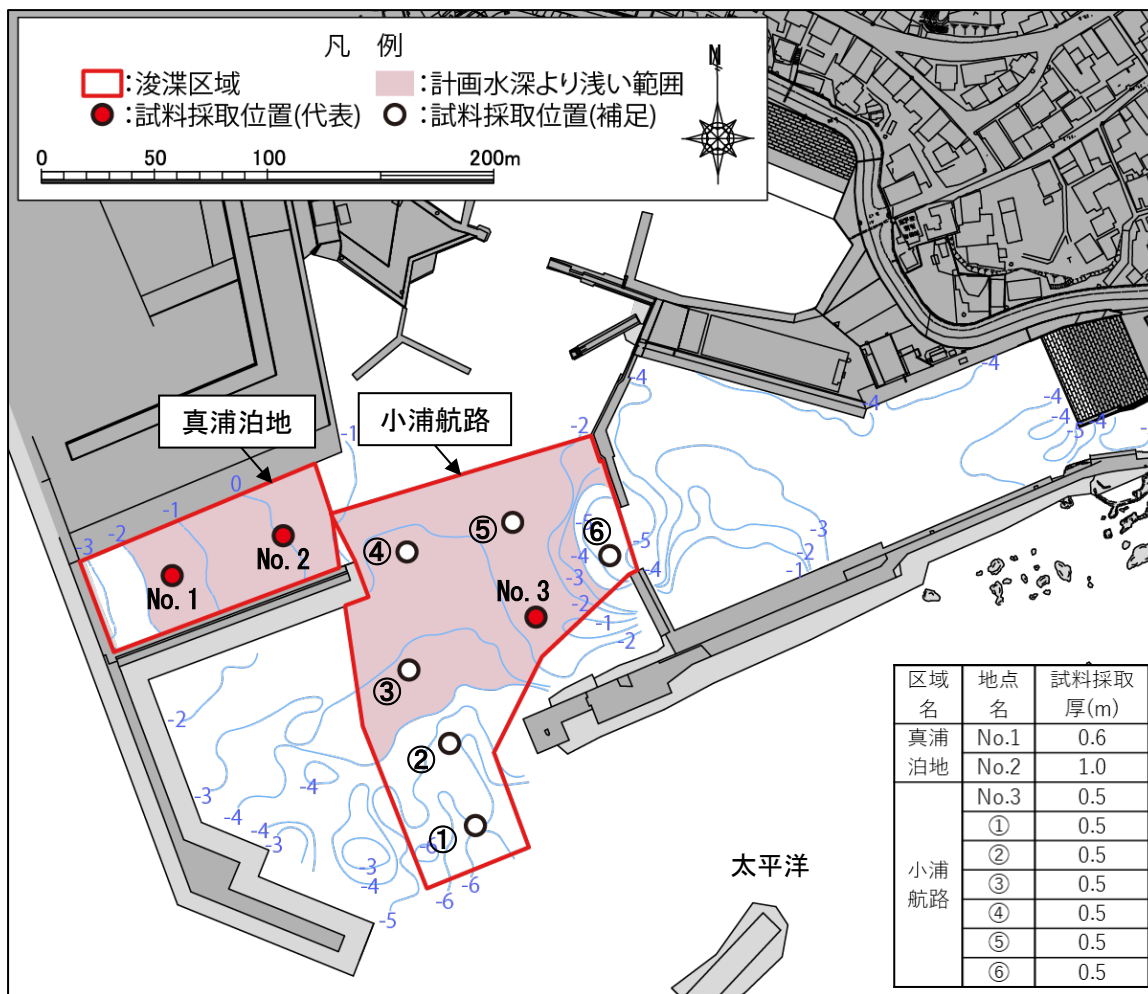 凡 例
:浚渫区域
:計画水深より浅い範囲
:試料採取位置(代表)
:試料採取位置(補足)
0 50 100 200m
N
真浦泊地
小浦航路
-4
-4
-4
-4
-4
-5
-4
-2
-1
0
-1
-2
-3
⑤
⑥
-5
-5
-4
-4
-3
-3
-2
-1
④
No.2
No.1
No.3
-2
-1
-2
③
-2
②
-3
-4
-4
-4
-3
①
-6
-3
-4
-6
-6
-5
太平洋
区域名 地点名 試料採取厚(m)
真浦泊地 No.1 0.6
No.2 1.0
小浦航路 No.3 0.5
① 0.5
② 0.5
③ 0.5
④ 0.5
⑤ 0.5
⑥ 0.5